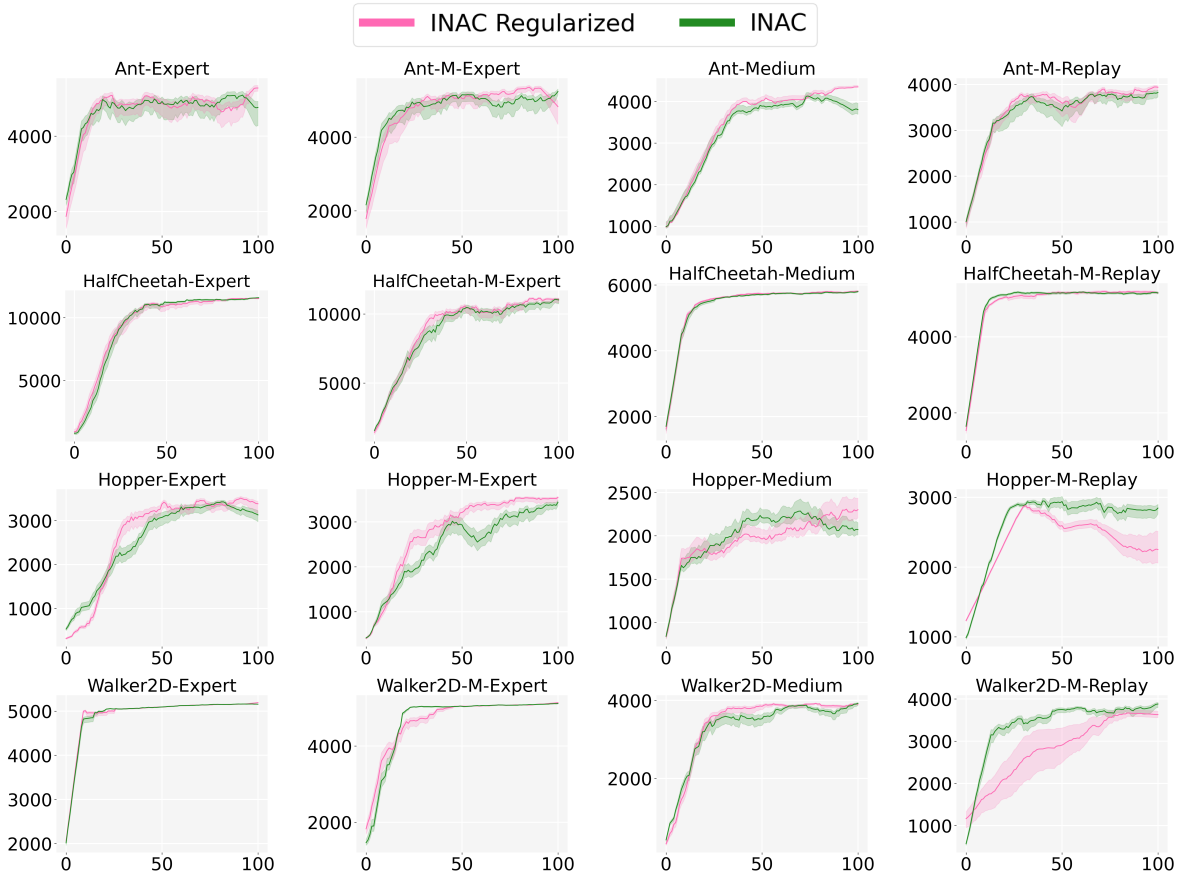 INAC Regularized INAC
Ant-Expert Ant-M-Expert Ant-Medium Ant-M-Replay
4000
2000
0 50 100
4000
2000
0 50 100
4000
3000
2000
1000
0 50 100
4000
3000
2000
1000
0 50 100
HalfCheetah-Expert HalfCheetah-M-Expert HalfCheetah-Medium HalfCheetah-M-Replay
10000
5000
0 50 100
10000
5000
0 50 100
6000
4000
2000
0 50 100
4000
2000
0 50 100
Hopper-Expert Hopper-M-Expert Hopper-Medium Hopper-M-Replay
3000
2000
1000
0 50 100
3000
2000
1000
0 50 100
2500
2000
1500
1000
0 50 100
3000
2000
1000
0 50 100
Walker2D-Expert Walker2D-M-Expert Walker2D-Medium Walker2D-M-Replay
5000
4000
3000
2000
0 50 100
4000
2000
0 50 100
4000
2000
0 50 100
4000
3000
2000
1000
0 50 100